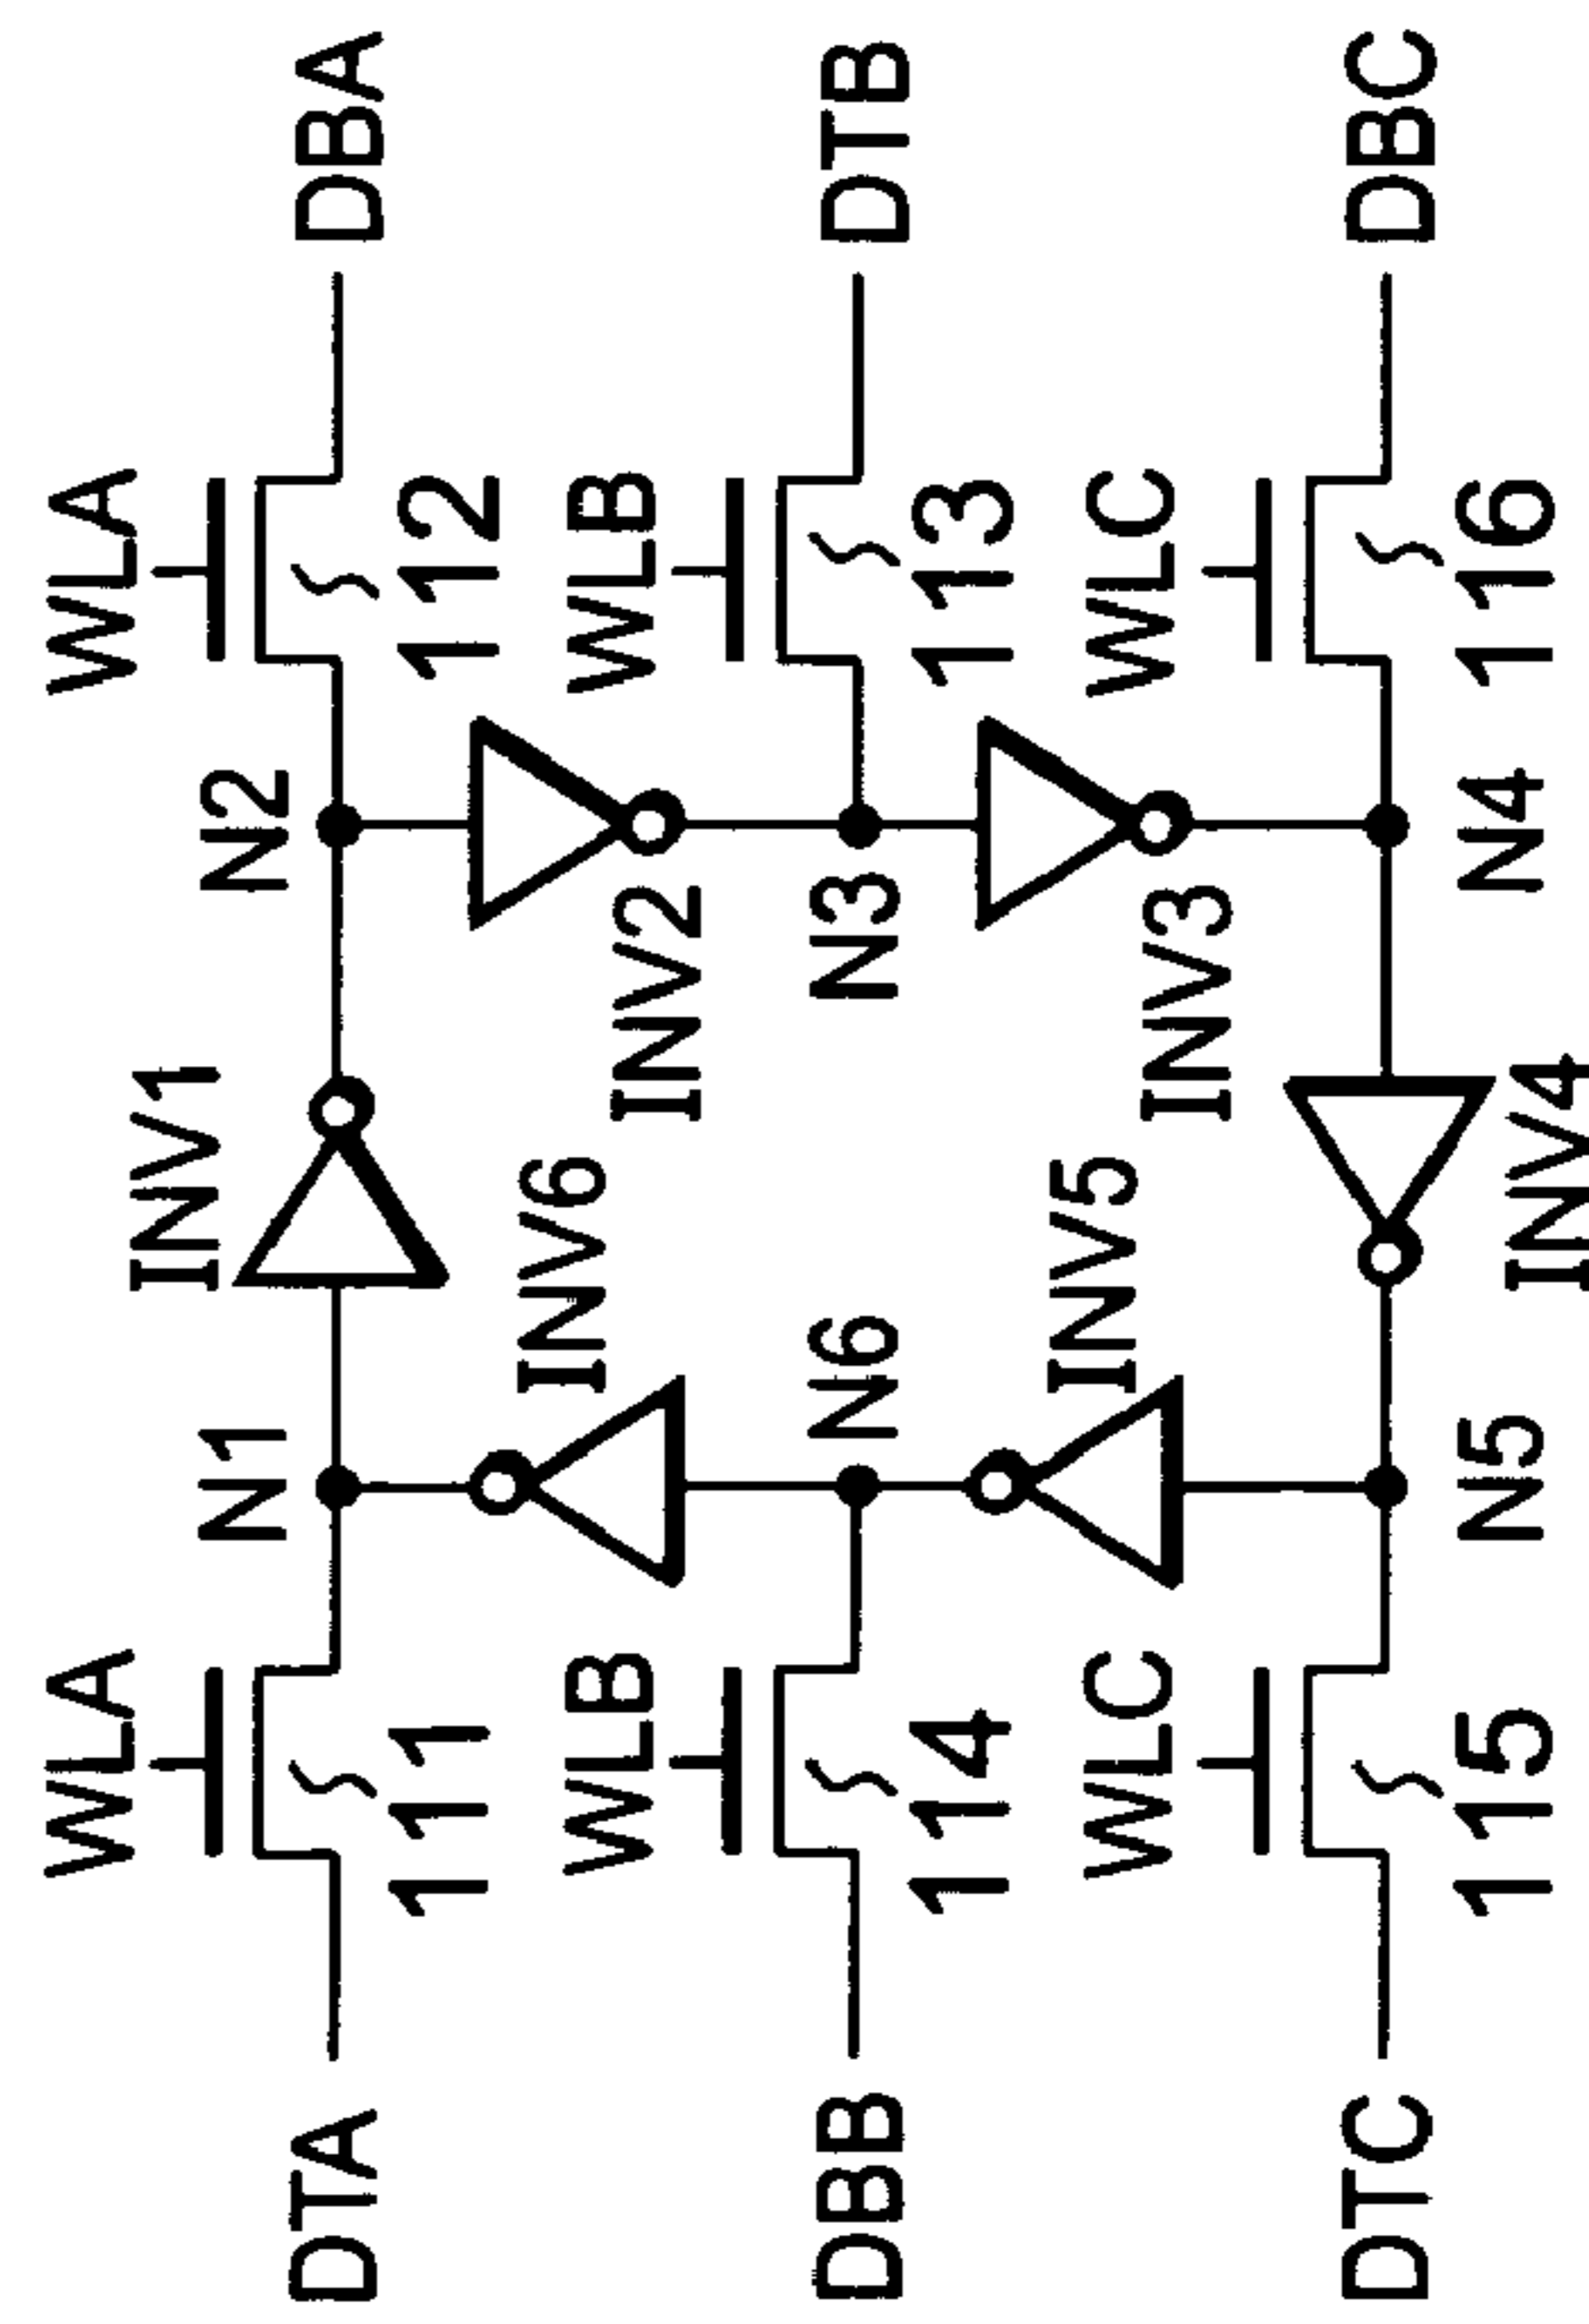 WLA
WLA
INV1
N1
N2
DTA
DBA
111
112
INV6
WLB
WLB
INV2
DBB
N6
N3
DTB
114
113
INV5
WLC
WLC
INV3
DTC
DBC
115
N5
N4
116
INV4